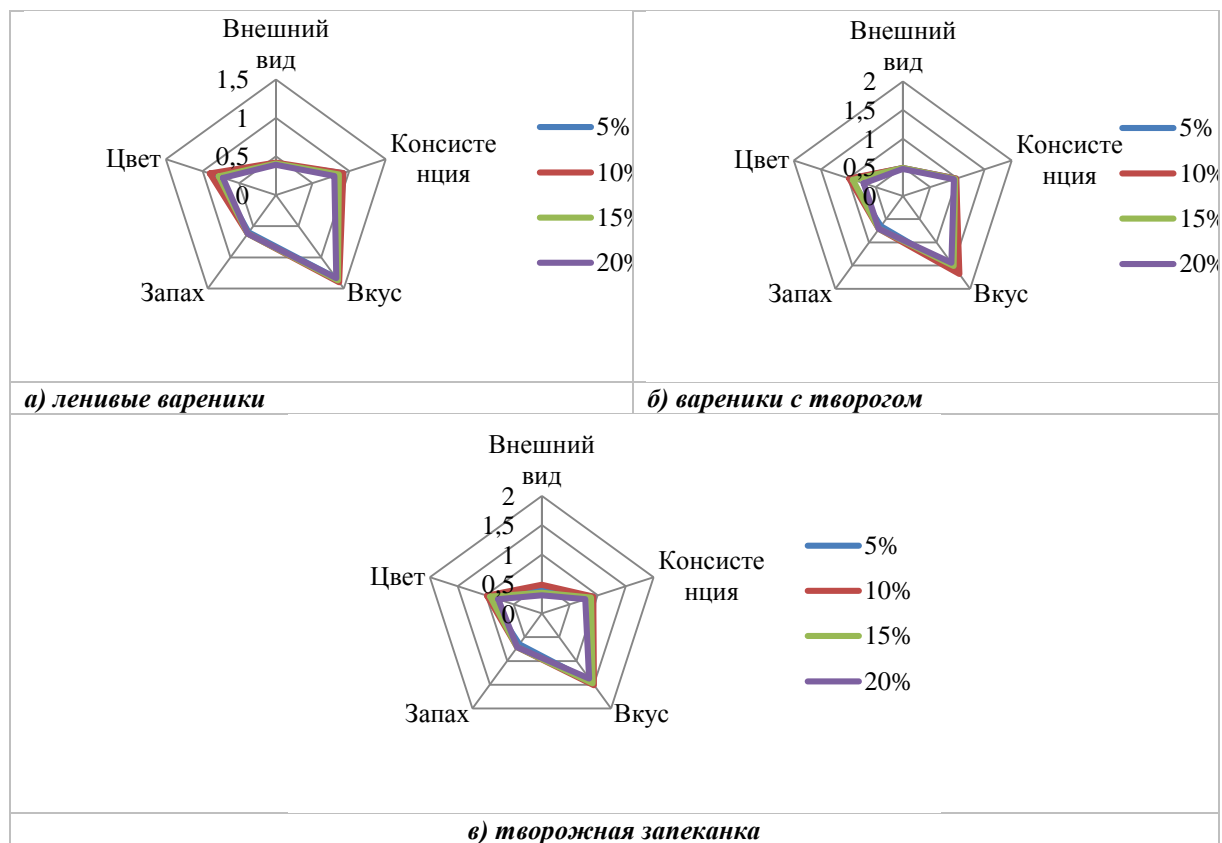 Внешний
вид
1,5
1
0,5
0
Цвет
Консисте
нция
Запах
Вкус
5%
10%
15%
20%
Внешний
вид
2
1,5
1
0,5
0
Цвет
Консисте
нция
Запах
Вкус
5%
10%
15%
20%
а) ленивые вареники
б) вареники с творогом
Внешний
вид
2
1,5
1
0,5
0
Цвет
Консисте
нция
Запах
Вкус
5%
10%
15%
20%
в) творожная запеканка